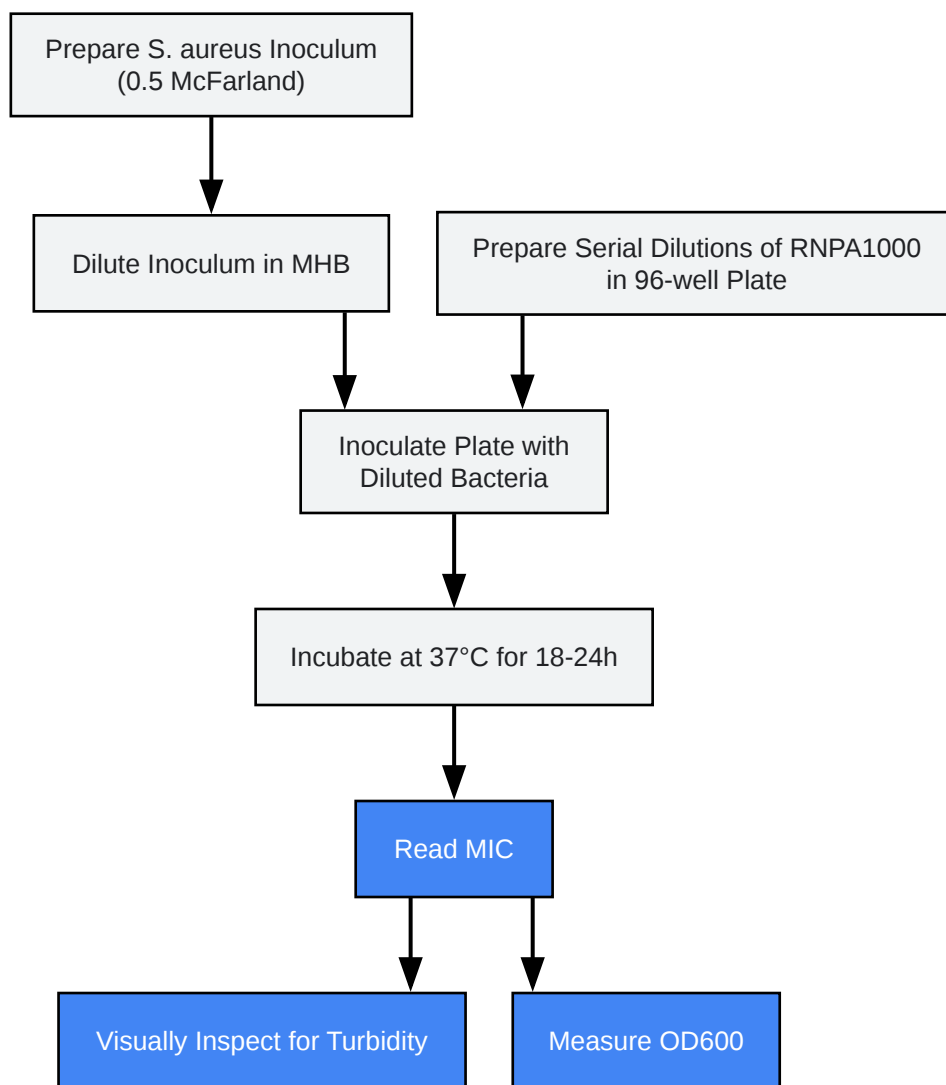 Prepare S. aureus Inoculum
(0.5 McFarland)
Dilute Inoculum in MHB
Prepare Serial Dilutions of RNPA1000
in 96-well Plate
Inoculate Plate with
Diluted Bacteria
Incubate at 37°C for 18-24h
Read MIC
Visually Inspect for Turbidity
Measure OD600